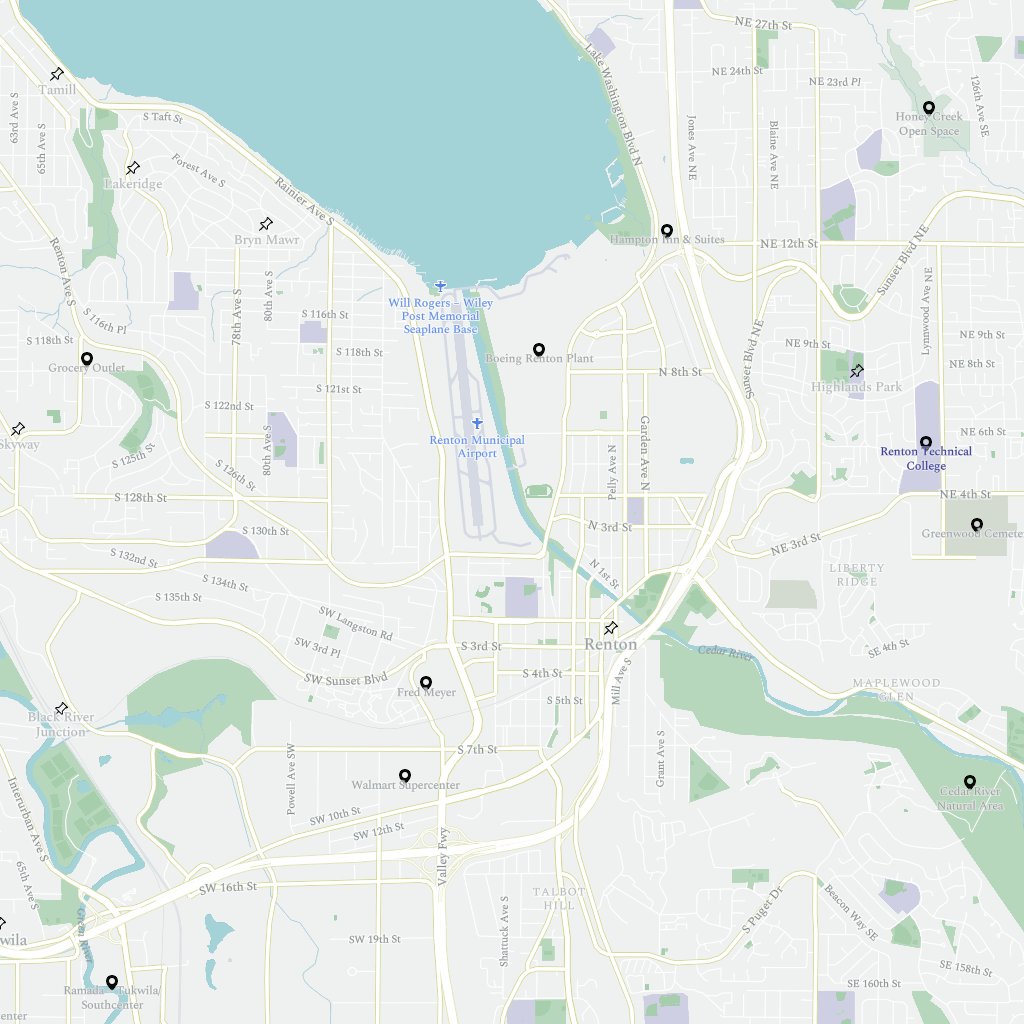 NE 27th St
Lake Washington Blvd N
NE 24th St
NE 23rd Pl
126th Ave SE
Tamill
63rd Ave S
65th Ave S
S Taft St
Jones Ave NE
Blaine Ave NE
Honey Creek
Open Space
Forest Ave S
Lakeridge
Rainier Ave S
Bryn Mawr
Hampton Inn & Suites
NE 12th St
Sunset Blvd NE
Renton Ave S
78th Ave S
80th Ave S
Will Rogers – Wiley
Post Memorial
Seaplane Base
S 116th Pl
S 116th St
S 118th St
S 118th St
Grocery Outlet
Boeing Renton Plant
N 8th St
Sunset Blvd NE
NE 9th St
Lynnwood Ave NE
NE 9th St
NE 8th St
Highlands Park
S 121st St
S 122nd St
Skyway
S 125th St
80th Ave S
Renton Municipal
Airport
Pelly Ave N
Garden Ave N
NE 6th St
Renton Technical
College
S 126th St
S 128th St
NE 4th St
S 130th St
N 3rd St
NE 3rd St
Greenwood Cemete
S 132nd St
S 134th St
S 135th St
N 1st St
LIBERTY
RIDGE
SW Langston Rd
SW 3rd Pl
S 3rd St
Renton
Cedar River
SE 4th St
SW Sunset Blvd
Fred Meyer
S 4th St
S 5th St
Mill Ave S
MAPLEWOOD
GLEN
Black River
Junction
Powell Ave SW
S 7th St
Grant Ave S
Walmart Supercenter
Cedar River
Natural Area
Interurban Ave S
SW 10th St
SW 12th St
Valley Fwy
65th Ave S
SW 16th St
TALBOT
HILL
Shattuck Ave S
S Puget Dr
Beacon Way SE
wila
Green River
SW 19th St
SE 158th St
SE 160th St
Ramada - Tukwila/
Southcenter
enter